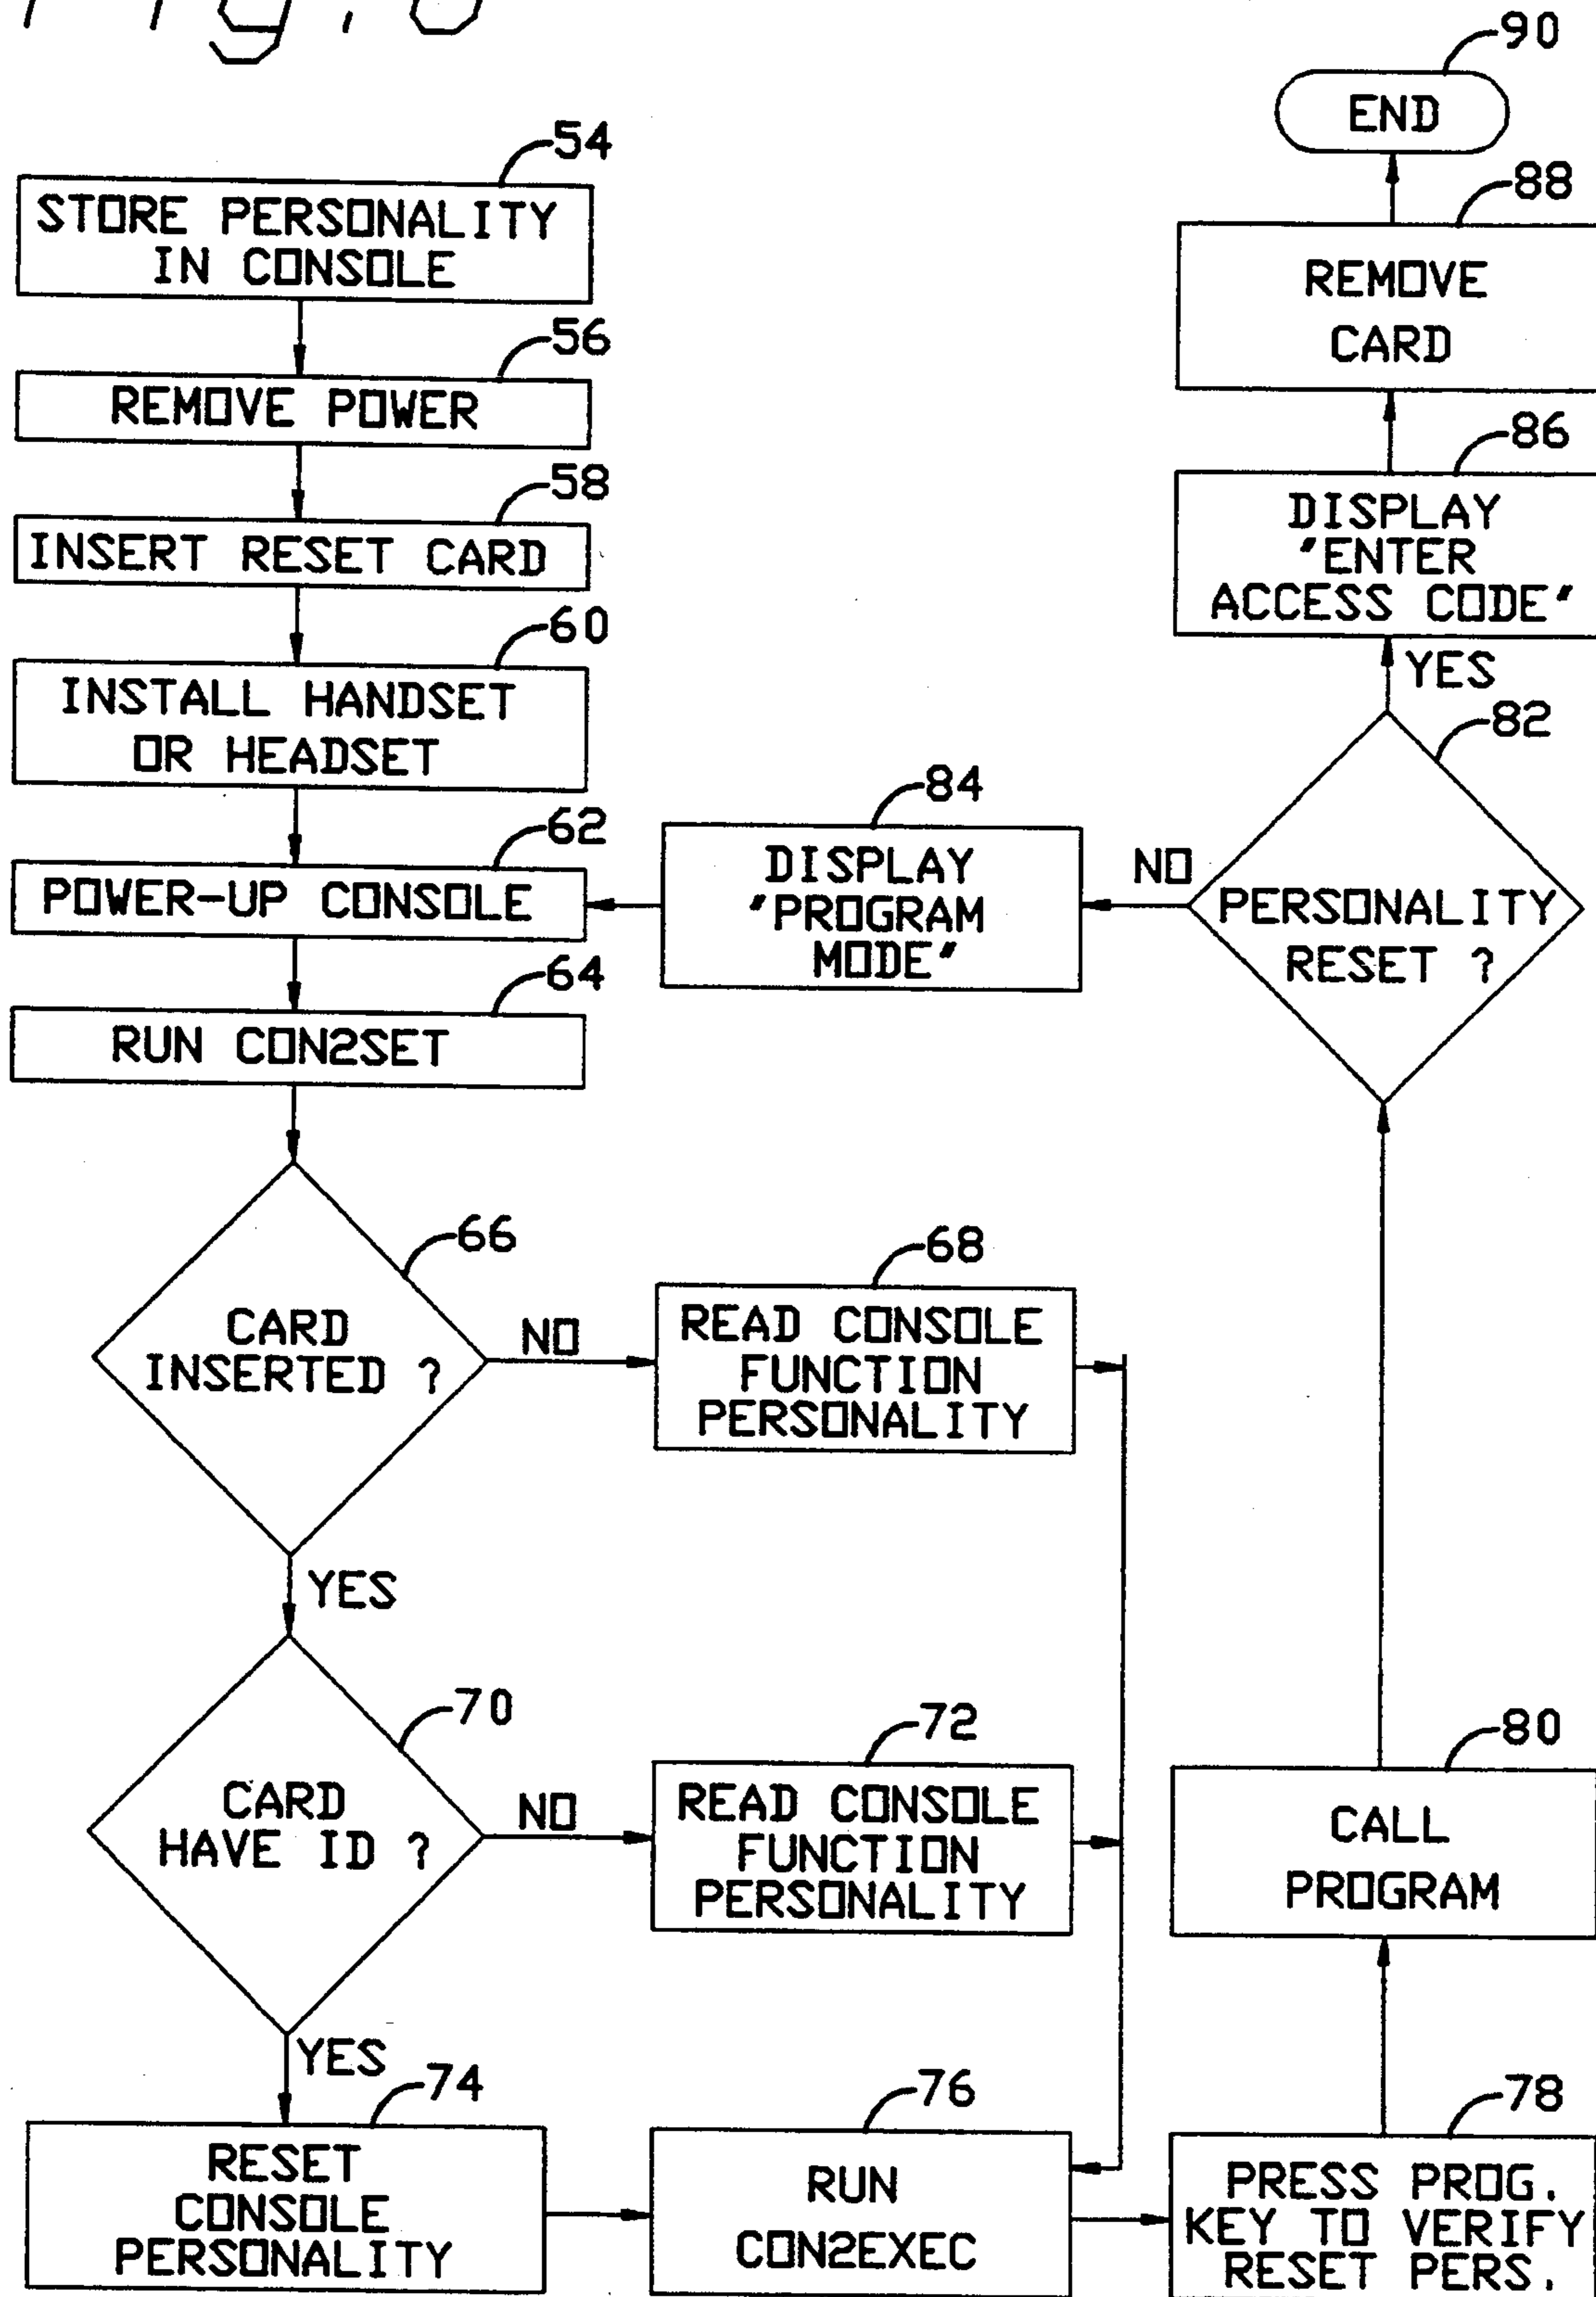 54
STORE PERSONALITY
IN CONSOLE
56
REMOVE POWER
58
INSERT RESET CARD
60
INSTALL HANDSET
OR HEADSET
62
POWER-UP CONSOLE
64
RUN CON2SET
66
CARD
INSERTED ?
NO
68
READ CONSOLE
FUNCTION
PERSONALITY
YES
70
CARD
HAVE ID ?
NO
72
READ CONSOLE
FUNCTION
PERSONALITY
YES
74
RESET
CONSOLE
PERSONALITY
76
RUN
CON2EXEC
78
PRESS PROG.
KEY TO VERIFY
RESET PERS.
80
CALL
PROGRAM
82
PERSONALITY
RESET ?
NO
84
DISPLAY
"PROGRAM
MODE"
YES
86
DISPLAY
"ENTER
ACCESS CODE"
88
REMOVE
CARD
90
END